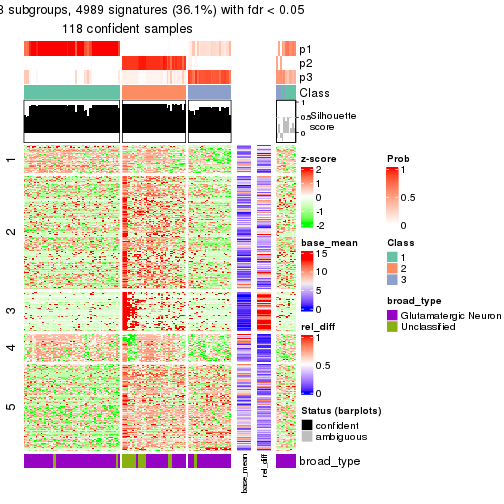 3 subgroups, 4989 signatures (36.1%) with fdr < 0.05
118 confident samples
p1
p2
p3
Class
1
0.5
0
Silhouette
score
1
2
3
4
5
z-score
2
1
0
-1
-2
Prob
1
0.5
0
base_mean
15
10
5
0
Class
1
2
3
broad_type
Glutamatergic Neuron
Unclassified
rel_diff
1
0.5
0
Status (barplots)
confident
ambiguous
broad_type
base_mean
rel_diff